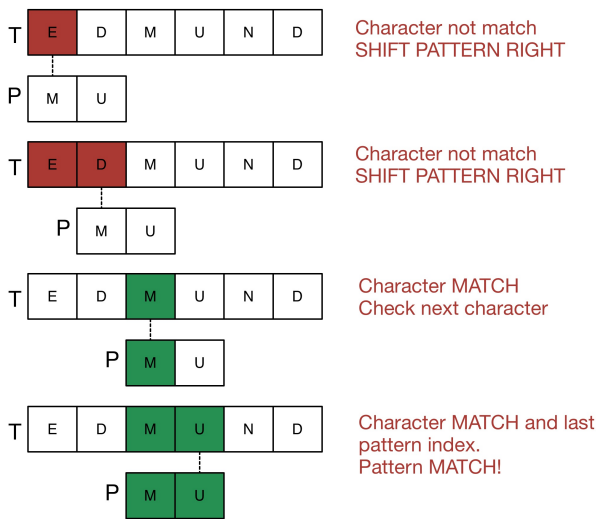 T E D M U N D
Character not match
SHIFT PATTERN RIGHT
P M U
T E D M U N D
Character not match
SHIFT PATTERN RIGHT
P M U
T E D M U N D
Character MATCH
Check next character
P M U
T E D M U N D
Character MATCH and last
pattern index.
Pattern MATCH!
P M U